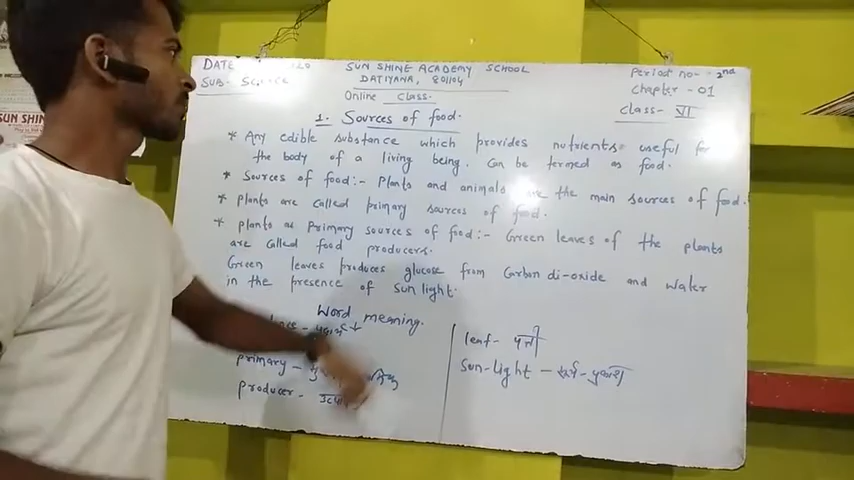 DATE
SUN SHINE ACADEMY SCHOOL
Period no- 2nd
SUB-
DATIYANA, 801104
Chapter - 01
Online class-
Class- VI
1. Sources of food-
* Any edible substance which provides nutrients useful for
the body of a living being. Can be termed as food.
* Sources of food:- Plants and animals are the main sources of food.
* Plants are called primary sources of food.
* plants as primary sources of food:- Green leaves of the plants
are called food producers.
Green leaves produces glucose from Carbon di-oxide and water
in the presence of sunlight.
Word meaning.
leaf-
Primary -
Sun-light - सूर्य-प्रकाश
Producer -
SUN SHINE